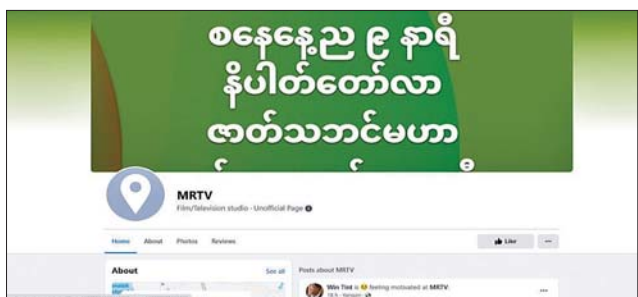 စနေနေ့ည ၉ နာရီ
နိပါတ်တော်လာ
ဇာတ်သဘင်မဟာ
MRTV
Film/Television studio · Unofficial Page
Home About Photos Reviews
Like
About See all
Posts about MRTV
Win Tint is feeling motivated at MRTV.